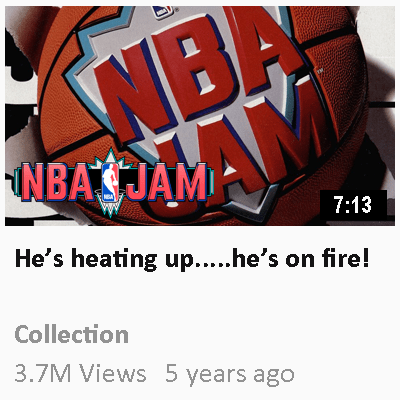 NBA
JAM
NBA JAM
NBA
7:13
He's heating up.....he's on fire!
Collection
3.7M Views 5 years ago